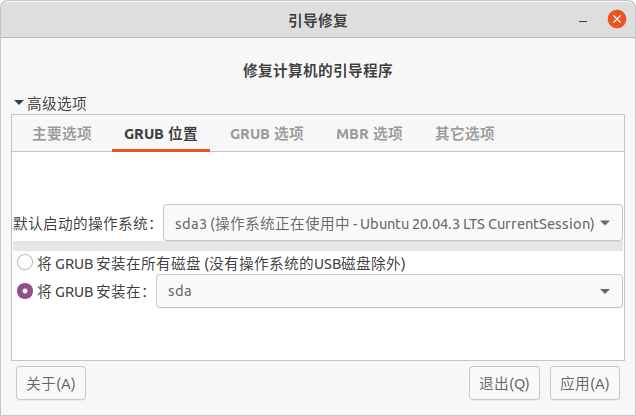 引导修复
修复计算机的引导程序
高级选项
主要选项 GRUB 位置 GRUB 选项 MBR 选项 其它选项
默认启动的操作系统： sda3 (操作系统正在使用中 - Ubuntu 20.04.3 LTS CurrentSession)
将 GRUB 安装在所有磁盘 (没有操作系统的USB磁盘除外)
将 GRUB 安装在： sda
关于(A) 退出(Q) 应用(A)